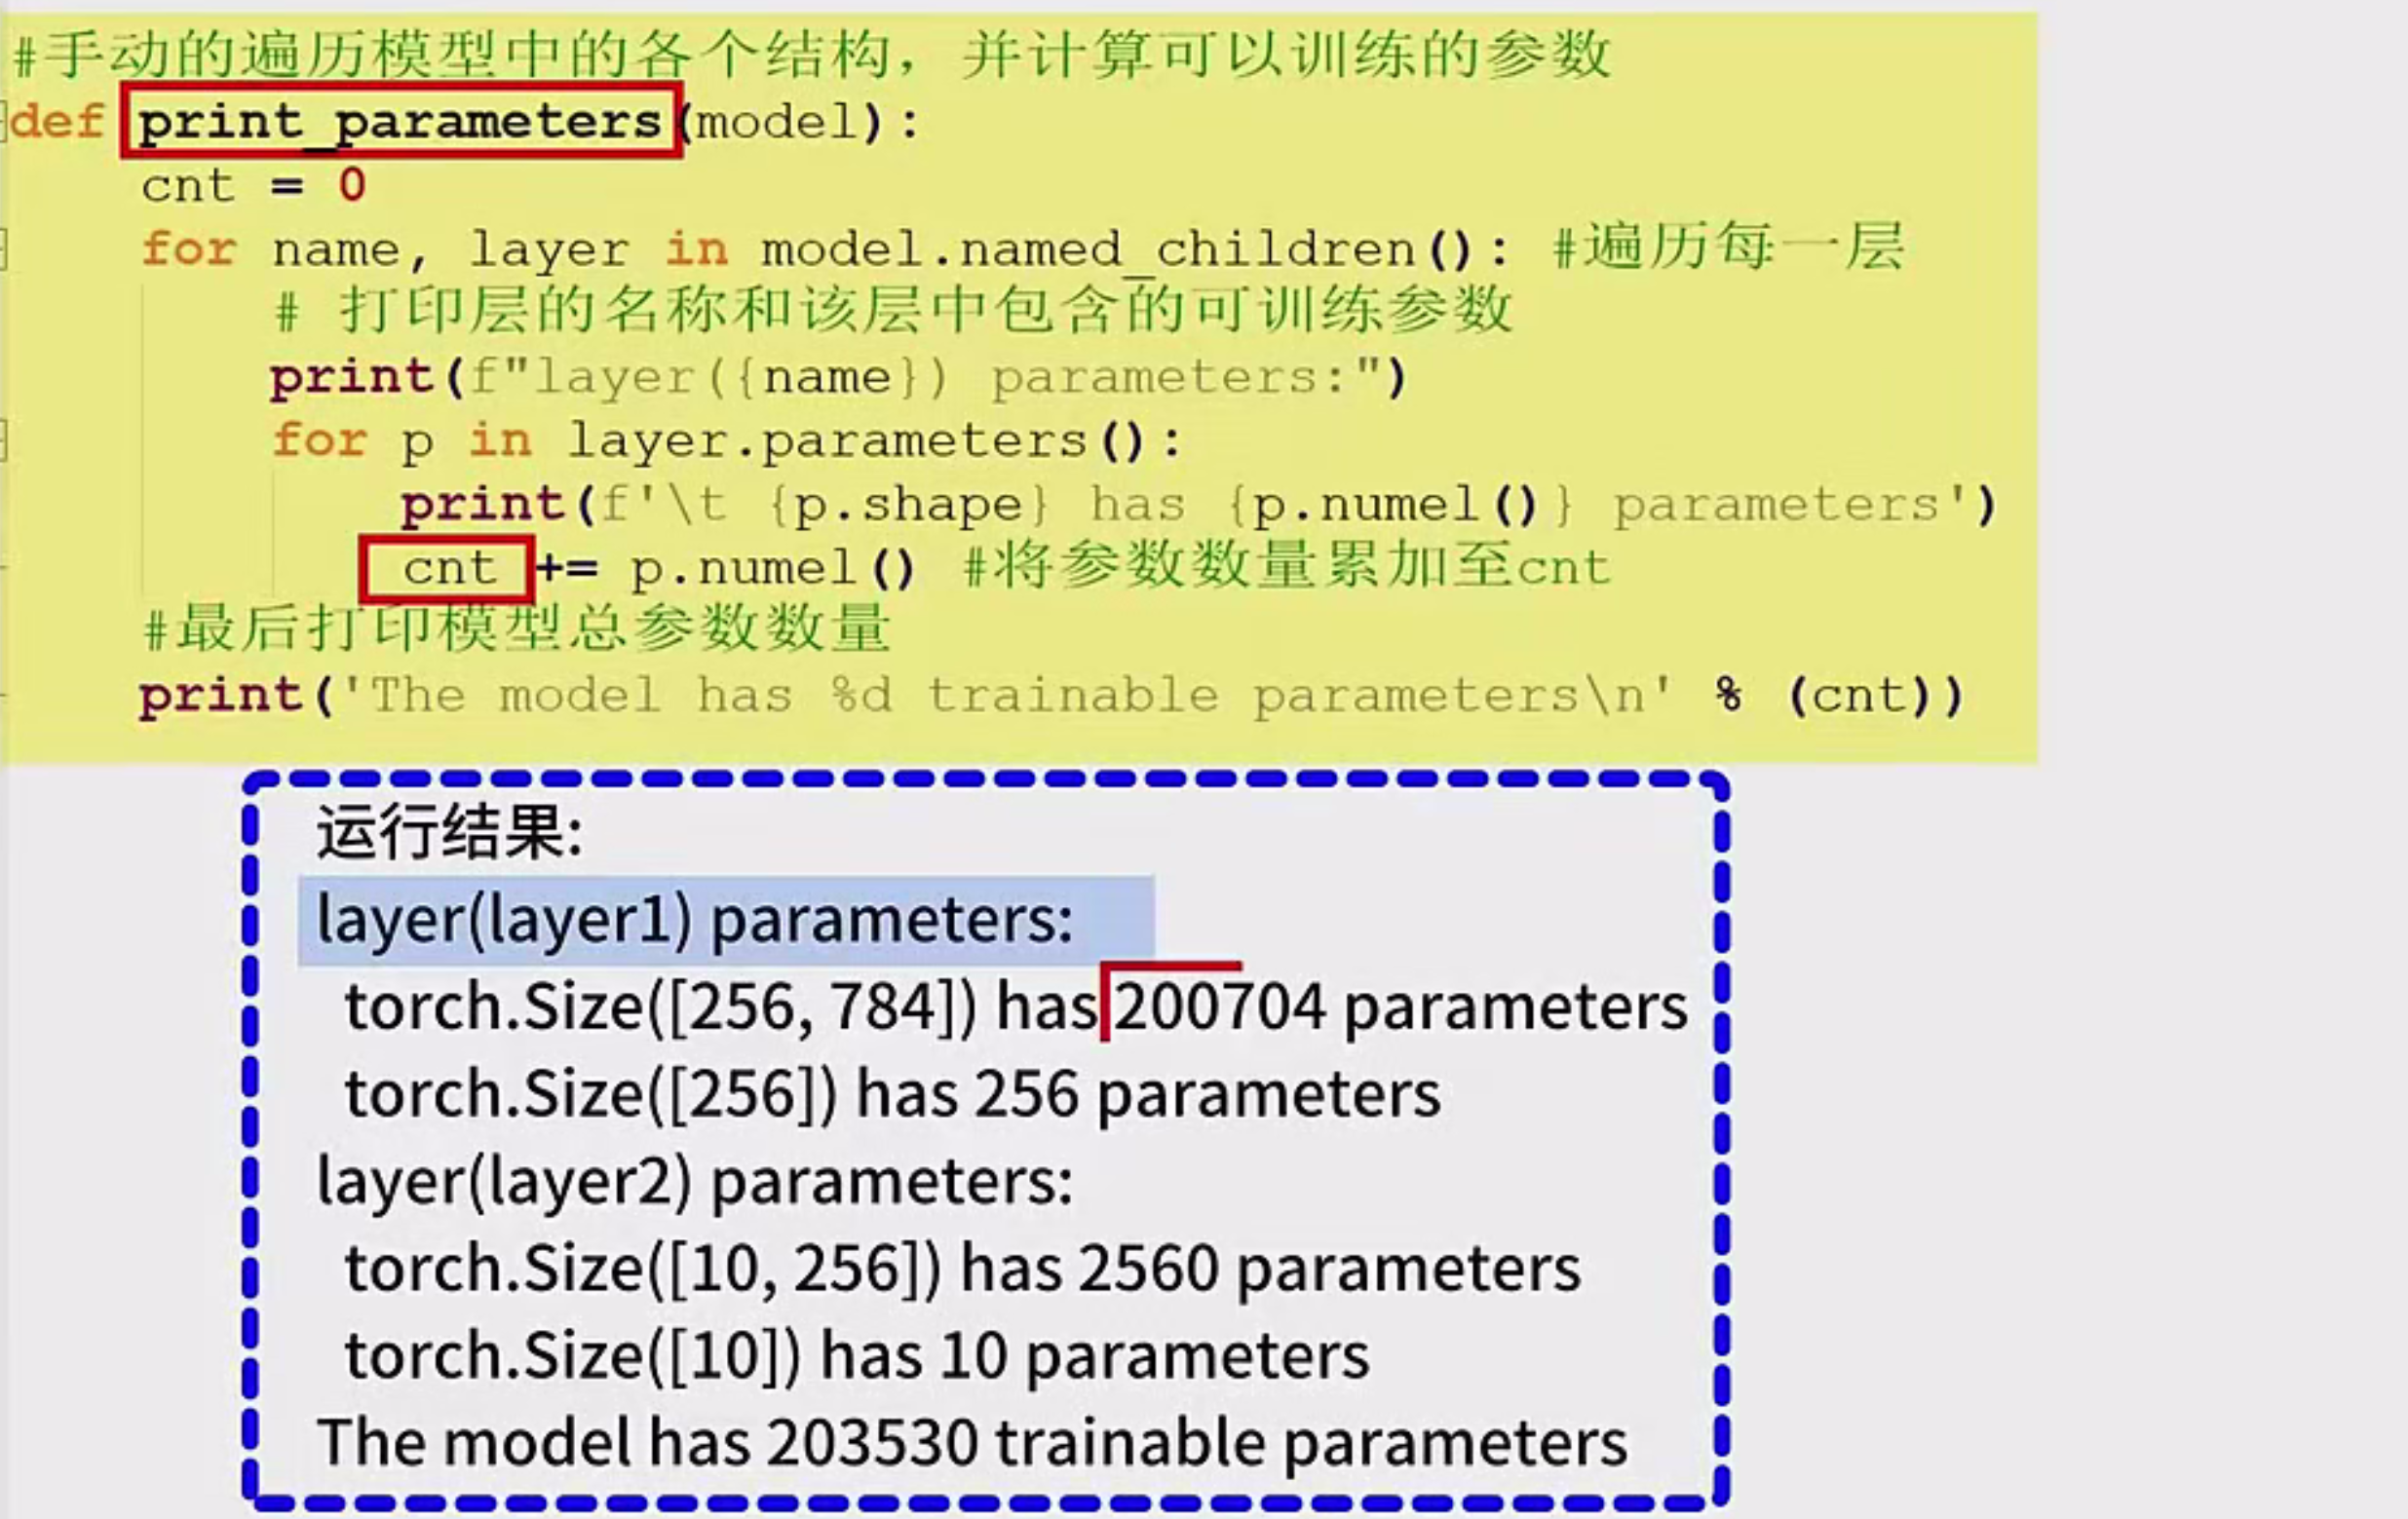 #手动的遍历模型中的各个结构，并计算可以训练的参数
def print_parameters(model):
cnt = 0
for name, layer in model.named_children(): #遍历每一层
# 打印层的名称和该层中包含的可训练参数
print(f"layer({name}) parameters:")
for p in layer.parameters():
print(f'\t {p.shape} has {p.numel()} parameters')
cnt += p.numel() #将参数数量累加至cnt
#最后打印模型总参数数量
print('The model has %d trainable parameters\n' % (cnt))
运行结果:
layer(layer1) parameters:
torch.Size([256, 784]) has 200704 parameters
torch.Size([256]) has 256 parameters
layer(layer2) parameters:
torch.Size([10, 256]) has 2560 parameters
torch.Size([10]) has 10 parameters
The model has 203530 trainable parameters